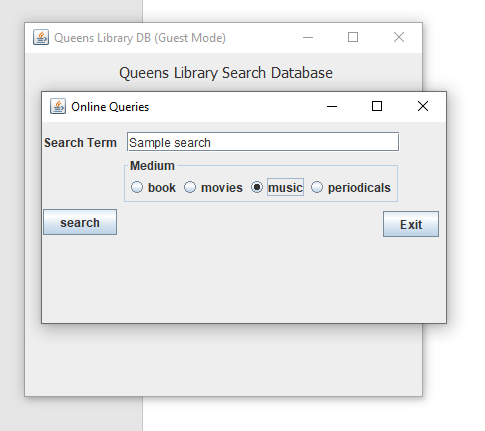 Queens Library DB (Guest Mode)
Queens Library Search Database
Online Queries
Search Term Sample search
Medium
book movies music periodicals
search Exit